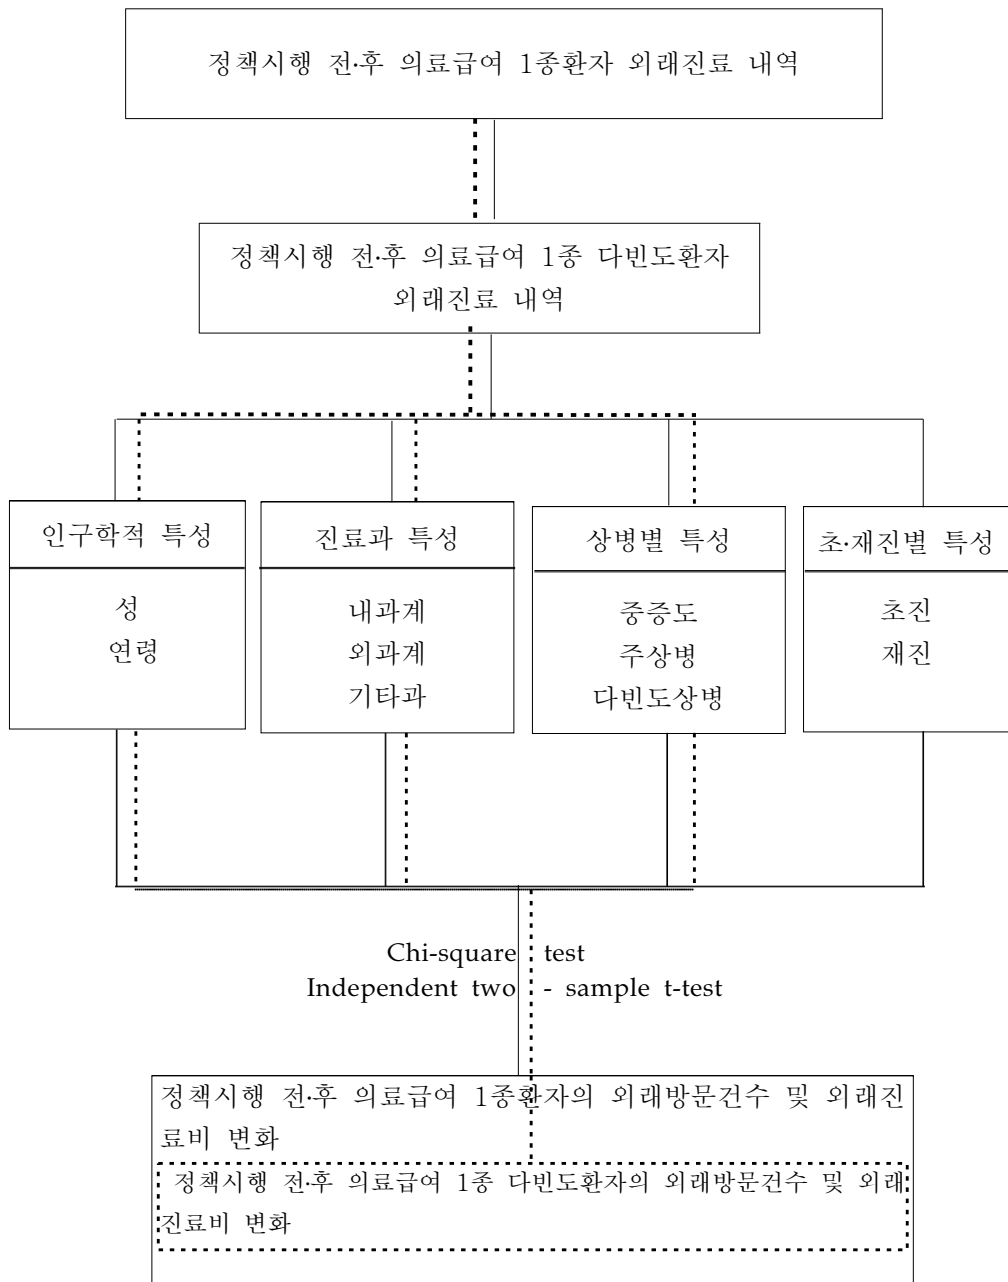 정책시행 전·후 의료급여 1종환자 외래진료 내역
정책시행 전·후 의료급여 1종 다빈도환자
외래진료 내역
인구학적 특성
성
연령
진료과 특성
내과계
외과계
기타과
상병별 특성
중증도
주상병
다빈도상병
초·재진별 특성
초진
재진
Chi-square test
Independent two - sample t-test
정책시행 전·후 의료급여 1종환자의 외래방문건수 및 외래진
료비 변화
정책시행 전·후 의료급여 1종 다빈도환자의 외래방문건수 및 외래
진료비 변화